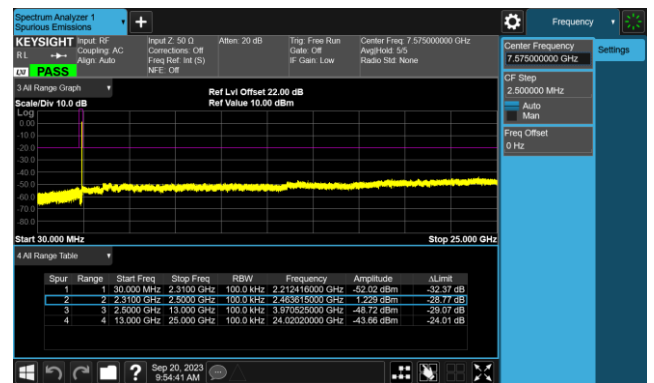 Spectrum Analyzer 1
Spurious Emissions
Frequency
KEYSIGHT
RL
LXI PASS
Input: RF
Coupling: AC
Align: Auto
Input Z: 50 Ω
Corrections: Off
Freq Ref: Int (S)
NFE: Off
Atten: 20 dB
Trig: Free Run
Gate: Off
IF Gain: Low
Center Freq: 7.575000000 GHz
Avg|Hold: 5/5
Radio Std: None
Center Frequency
7.575000000 GHz
Settings
CF Step
2.500000 MHz
Auto
Man
Freq Offset
0 Hz
3 All Range Graph
Scale/Div 10.0 dB
Ref Lvl Offset 22.00 dB
Ref Value 10.00 dBm
Log
0.00
-10.0
-20.0
-30.0
-40.0
-50.0
-60.0
-70.0
-80.0
Start 30.000 MHz
Stop 25.000 GHz
4 All Range Table
Spur Range Start Freq Stop Freq RBW Frequency Amplitude ΔLimit
1 1 30.000 MHz 2.3100 GHz 100.0 kHz 2.212416000 GHz -52.02 dBm -32.37 dB
2 2 2.3100 GHz 2.5000 GHz 100.0 kHz 2.463615000 GHz 1.229 dBm -28.77 dB
3 3 2.5000 GHz 13.000 GHz 100.0 kHz 3.970525000 GHz -48.72 dBm -29.07 dB
4 4 13.000 GHz 25.000 GHz 100.0 kHz 24.02020000 GHz -43.66 dBm -24.01 dB
?
Sep 20, 2023
9:54:41 AM